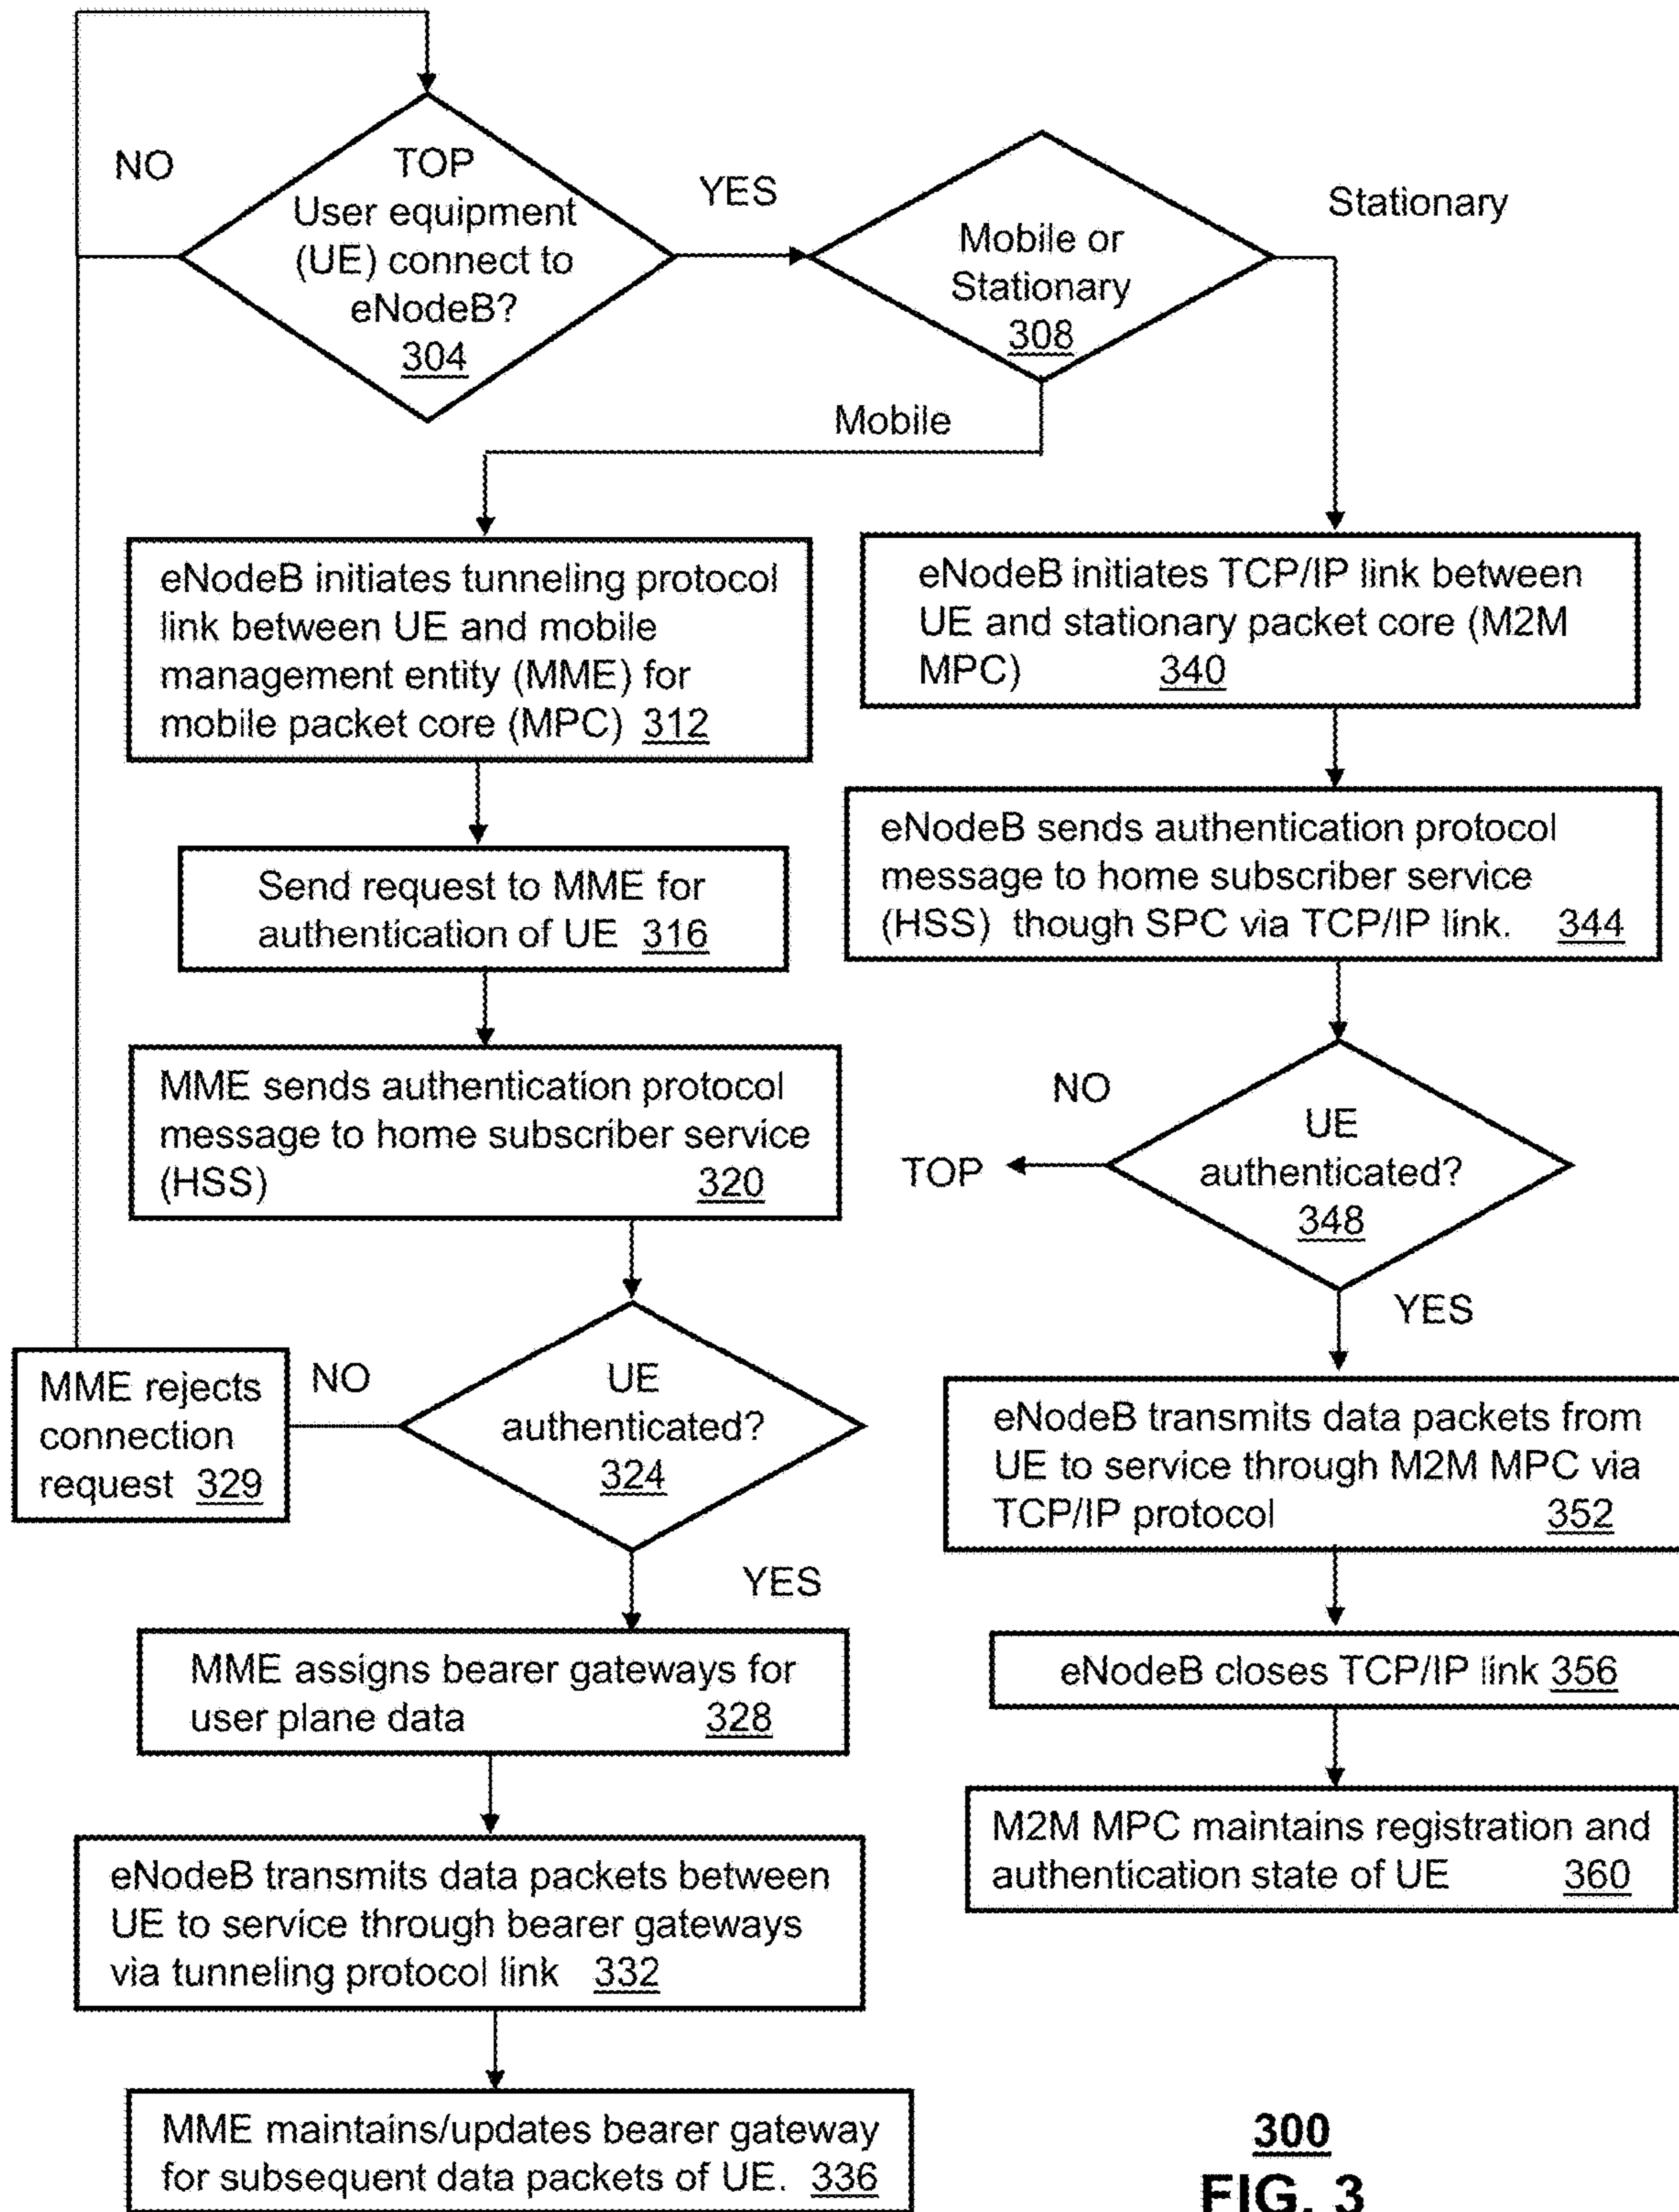 NO
TOP
User equipment
(UE) connect to
eNodeB?
304
YES
Mobile or
Stationary
308
Stationary
Mobile
eNodeB initiates tunneling protocol
link between UE and mobile
management entity (MME) for
mobile packet core (MPC) 312
Send request to MME for
authentication of UE 316
MME sends authentication protocol
message to home subscriber service
(HSS) 320
UE
authenticated?
324
NO
MME rejects
connection
request 329
YES
MME assigns bearer gateways for
user plane data 328
eNodeB transmits data packets between
UE to service through bearer gateways
via tunneling protocol link 332
MME maintains/updates bearer gateway
for subsequent data packets of UE. 336
eNodeB initiates TCP/IP link between
UE and stationary packet core (M2M
MPC) 340
eNodeB sends authentication protocol
message to home subscriber service
(HSS) though SPC via TCP/IP link. 344
NO
TOP
UE
authenticated?
348
YES
eNodeB transmits data packets from
UE to service through M2M MPC via
TCP/IP protocol 352
eNodeB closes TCP/IP link 356
M2M MPC maintains registration and
authentication state of UE 360
300
FIG. 3